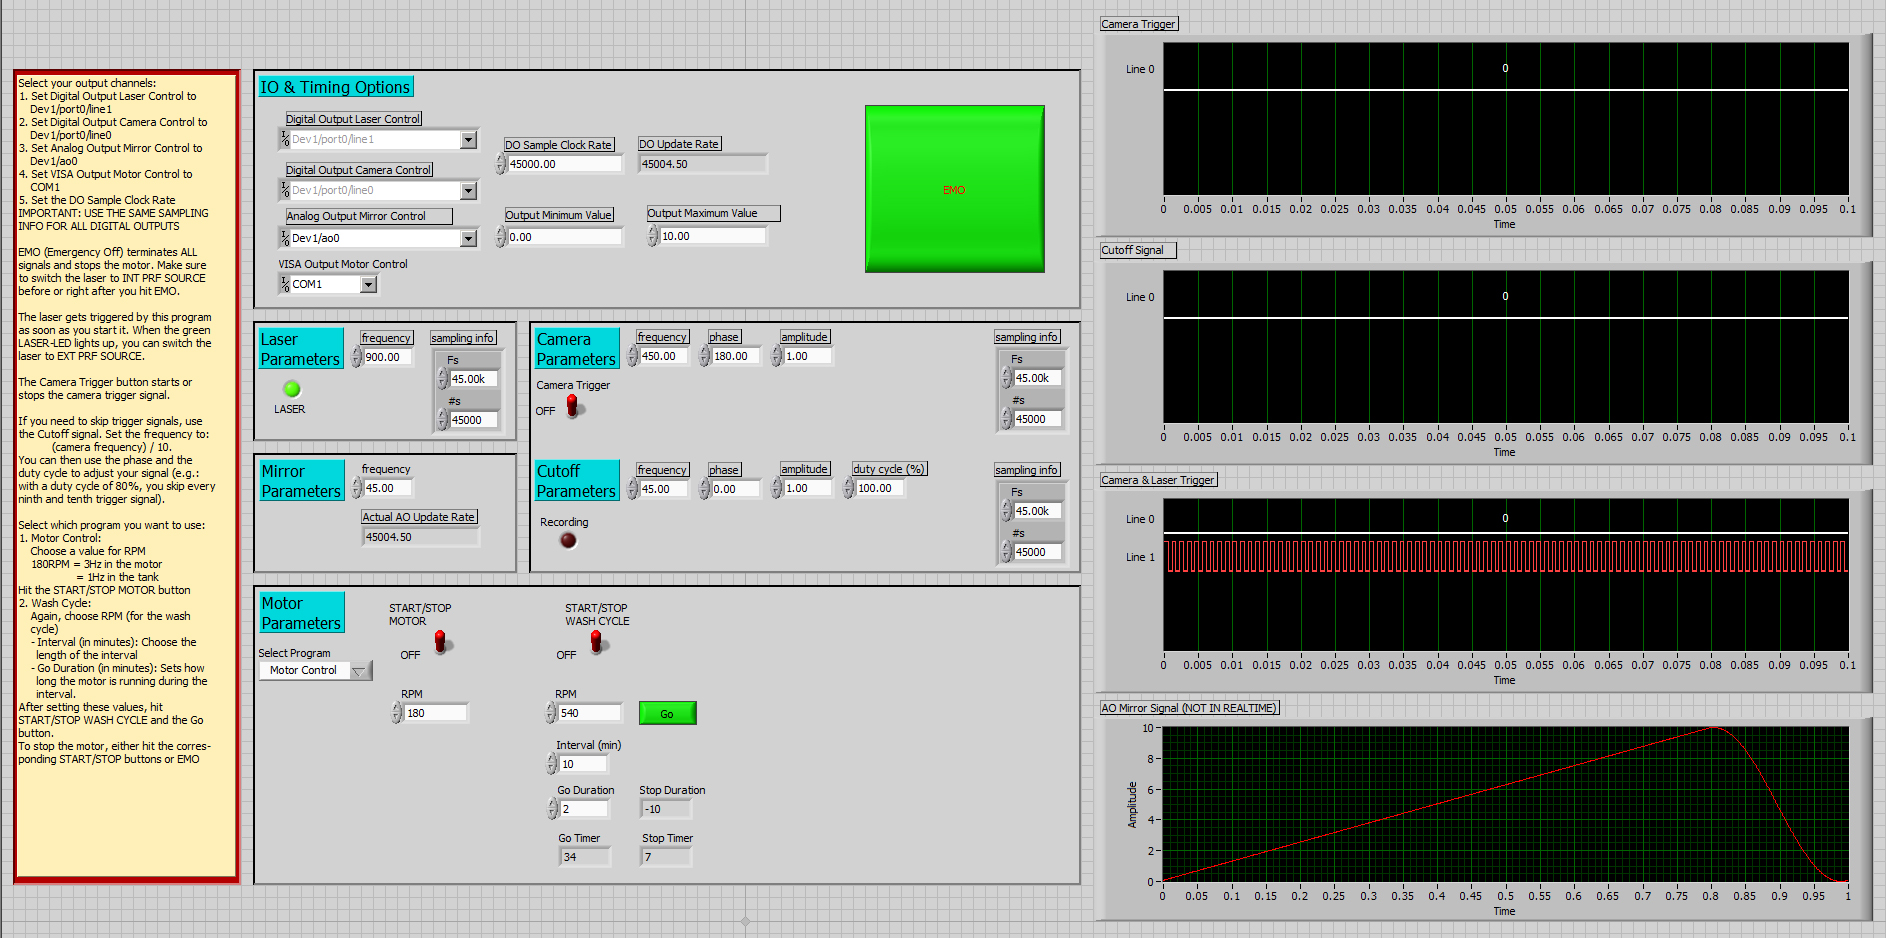 Select your output channels:
1. Set Digital Output Laser Control to
Dev1/port0/line1
2. Set Digital Output Camera Control to
Dev1/port0/line0
3. Set Analog Output Mirror Control to
Dev1/ao0
4. Set VISA Output Motor Control to
COM1
5. Set the DO Sample Clock Rate
IMPORTANT: USE THE SAME SAMPLING
INFO FOR ALL DIGITAL OUTPUTS
EMO (Emergency Off) terminates ALL
signals and stops the motor. Make sure
to switch the laser to INT PRF SOURCE
before or right after you hit EMO.
The laser gets triggered by this program
as soon as you start it. When the green
LASER-LED lights up, you can switch the
laser to EXT PRF SOURCE.
The Camera Trigger button starts or
stops the camera trigger signal.
If you need to skip trigger signals, use
the Cutoff signal. Set the frequency to:
(camera frequency) / 10.
You can then use the phase and the
duty cycle to adjust your signal (e.g.:
with a duty cycle of 80%, you skip every
ninth and tenth trigger signal).
Select which program you want to use:
1. Motor Control:
Choose a value for RPM
180RPM = 3Hz in the motor
= 1Hz in the tank
Hit the START/STOP MOTOR button
2. Wash Cycle:
Again, choose RPM (for the wash
cycle)
- Interval (in minutes): Choose the
length of the interval
- Go Duration (in minutes): Sets how
long the motor is running during the
interval.
After setting these values, hit
START/STOP WASH CYCLE and the Go
button.
To stop the motor, either hit the corres-
ponding START/STOP buttons or EMO
IO & Timing Options
Digital Output Laser Control
Dev1/port0/line1
Digital Output Camera Control
Dev1/port0/line0
Analog Output Mirror Control
Dev1/ao0
VISA Output Motor Control
COM1
DO Sample Clock Rate
45000.00
DO Update Rate
45004.50
Output Minimum Value
0.00
Output Maximum Value
10.00
EMO
Laser
Parameters
LASER
frequency
900.00
sampling info
Fs
45.00k
#s
45000
Camera
Parameters
frequency
450.00
phase
180.00
amplitude
1.00
Camera Trigger
OFF
sampling info
Fs
45.00k
#s
45000
Mirror
Parameters
frequency
45.00
Actual AO Update Rate
45004.50
Cutoff
Parameters
frequency
45.00
phase
0.00
amplitude
1.00
duty cycle (%)
100.00
Recording
sampling info
Fs
45.00k
#s
45000
Motor
Parameters
Select Program
Motor Control
START/STOP
MOTOR
OFF
RPM
180
START/STOP
WASH CYCLE
OFF
RPM
540
Go
Interval (min)
10
Go Duration
2
Stop Duration
-10
Go Timer
34
Stop Timer
7
Camera Trigger
Line 0
0
0 0.005 0.01 0.015 0.02 0.025 0.03 0.035 0.04 0.045 0.05 0.055 0.06 0.065 0.07 0.075 0.08 0.085 0.09 0.095 0.1
Time
Cutoff Signal
Line 0
0
0 0.005 0.01 0.015 0.02 0.025 0.03 0.035 0.04 0.045 0.05 0.055 0.06 0.065 0.07 0.075 0.08 0.085 0.09 0.095 0.1
Time
Camera & Laser Trigger
Line 0
0
Line 1
0 0.005 0.01 0.015 0.02 0.025 0.03 0.035 0.04 0.045 0.05 0.055 0.06 0.065 0.07 0.075 0.08 0.085 0.09 0.095 0.1
Time
AO Mirror Signal (NOT IN REALTIME)
Amplitude
10
8
6
4
2
0
0 0.05 0.1 0.15 0.2 0.25 0.3 0.35 0.4 0.45 0.5 0.55 0.6 0.65 0.7 0.75 0.8 0.85 0.9 0.95 1
Time